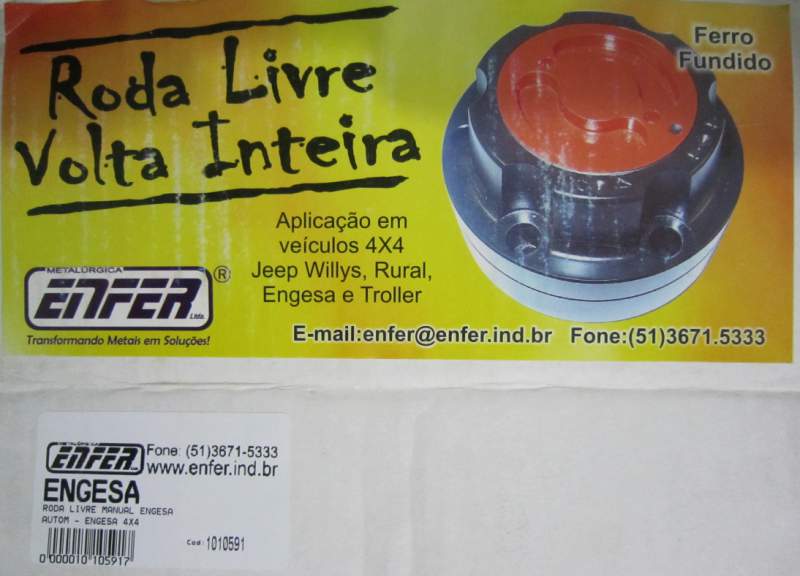 Roda Livre
Volta Inteira
Ferro
Fundido
Aplicação em
veículos 4X4
Jeep Willys, Rural,
Engesa e Troller
METALÚRGICA
ENFER®
Ltda.
Transformando Metais em Soluções!
E-mail:enfer@enfer.ind.br Fone:(51)3671.5333
METALÚRGICA
ENFER
Fone: (51)3671-5333
www.enfer.ind.br
ENGESA
RODA LIVRE MANUAL ENGESA
AUTOM - ENGESA 4X4
Cod: 1010591
0 000010 105917